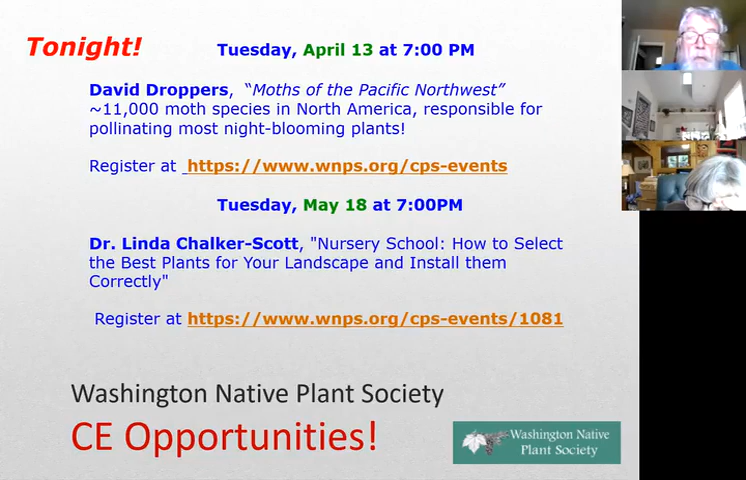 Tonight!
Tuesday, April 13 at 7:00 PM
David Droppers, “Moths of the Pacific Northwest”
~11,000 moth species in North America, responsible for
pollinating most night-blooming plants!
Register at https://www.wnps.org/cps-events
Tuesday, May 18 at 7:00PM
Dr. Linda Chalker-Scott, "Nursery School: How to Select
the Best Plants for Your Landscape and Install them
Correctly"
Register at https://www.wnps.org/cps-events/1081
Washington Native Plant Society
CE Opportunities!
Washington Native
Plant Society